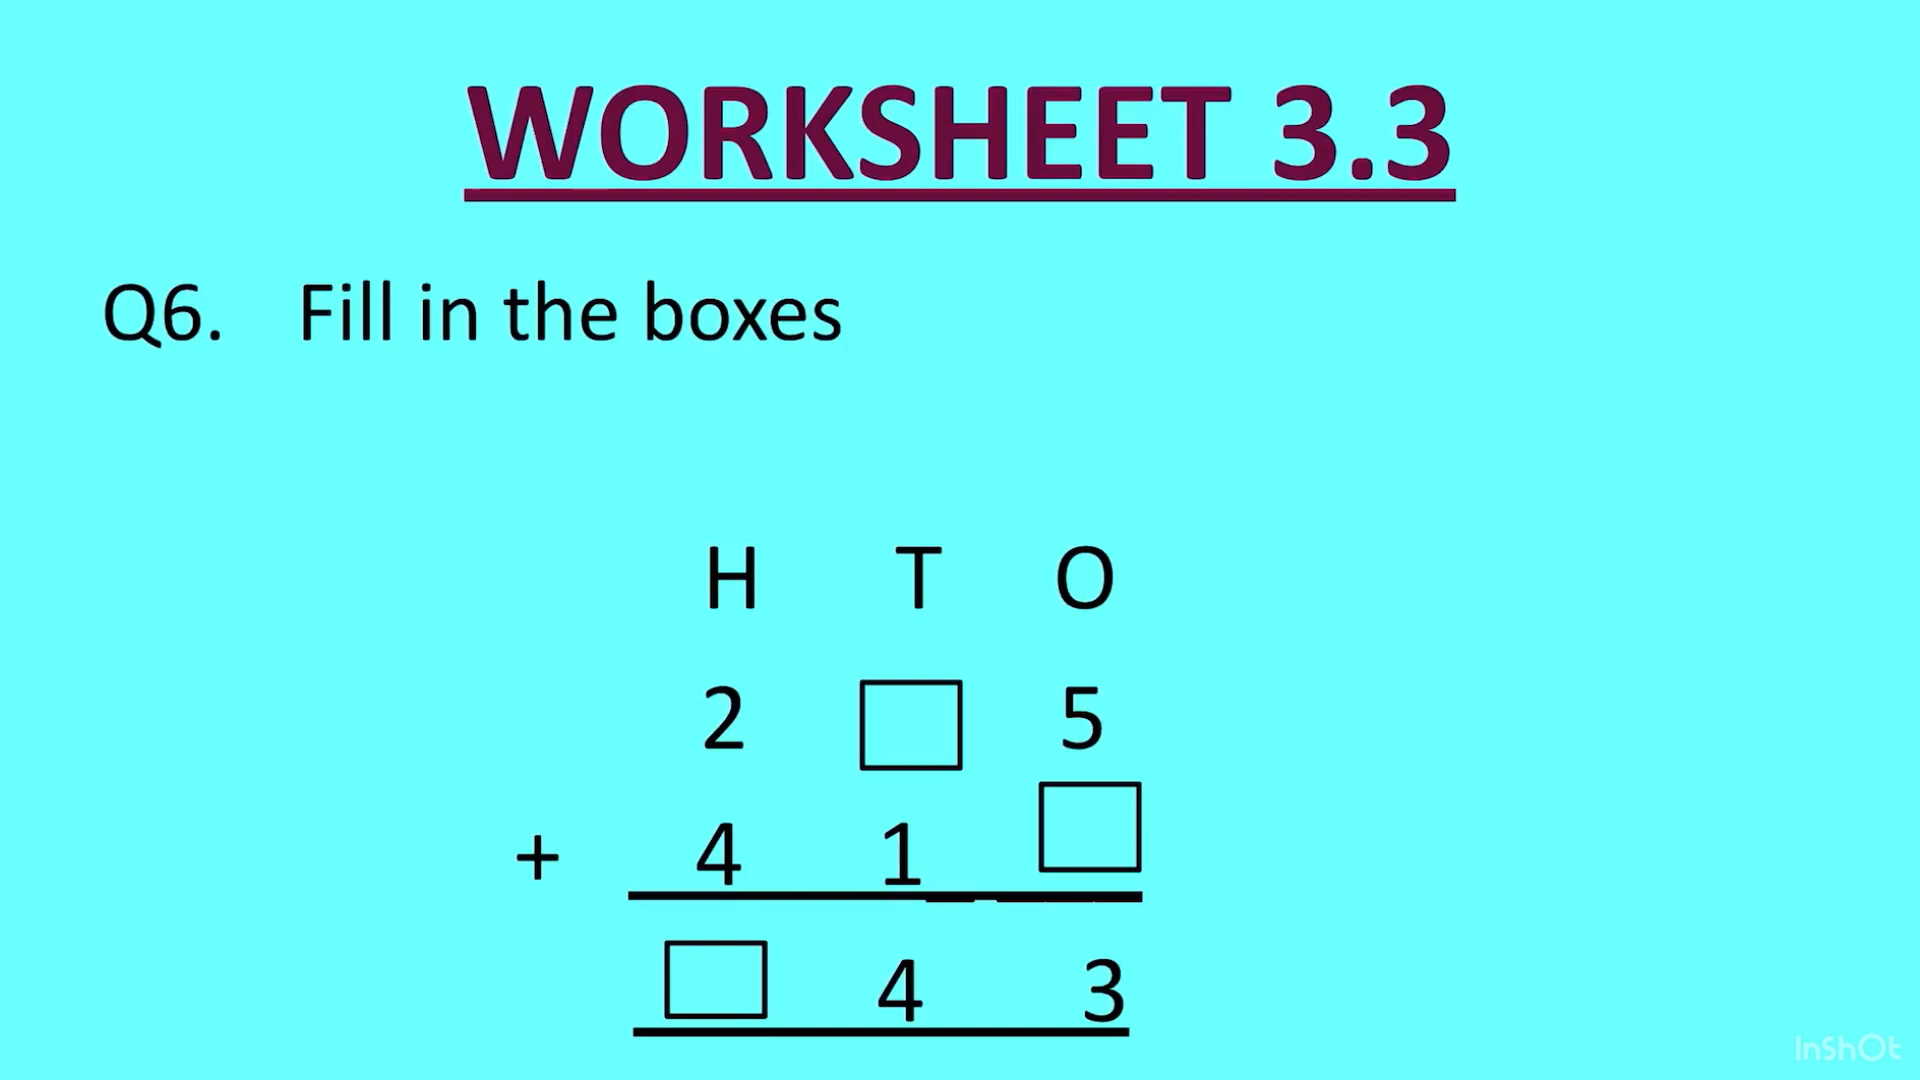 WORKSHEET 3.3
Q6. Fill in the boxes
H T O
2 5
+ 4 1
4 3
InShOt